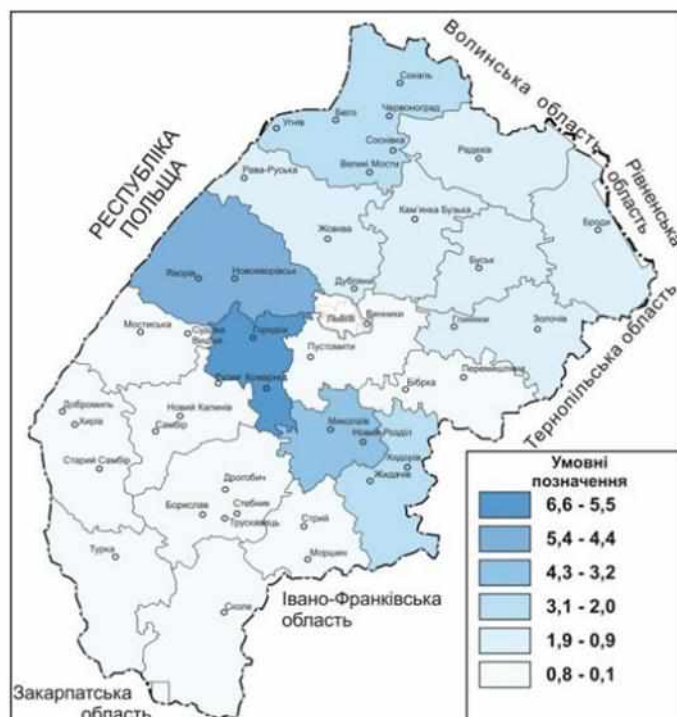 Волинська область
Сокаль
Белз
Червоноград
Угнів
Соснівка
Великі Мости
Радехів
Рівненська
область
РЕСПУБЛІКА
ПОЛЬЩА
Рава-Руська
Жовква
Кам'янка Бузька
Броди
Буськ
Яворів
Новояворівськ
Дубляни
Мостиська
Судова
Вишня
Городок
ЛЬВІВ
Винники
Глиняни
Золочів
Пустомити
Комарно
Бібрка
Перемишляни
Тернопільська область
Добромиль
Хирів
Новий Калинів
Самбір
Миколаїв
Новий Розділ
Ходорів
Жидачів
Старий Самбір
Дрогобич
Борислав
Стебник
Трускавець
Стрий
Моршин
Турка
Сколе
Івано-Франківська
область
Закарпатська
область
Умовні
позначення
6,6 - 5,5
5,4 - 4,4
4,3 - 3,2
3,1 - 2,0
1,9 - 0,9
0,8 - 0,1